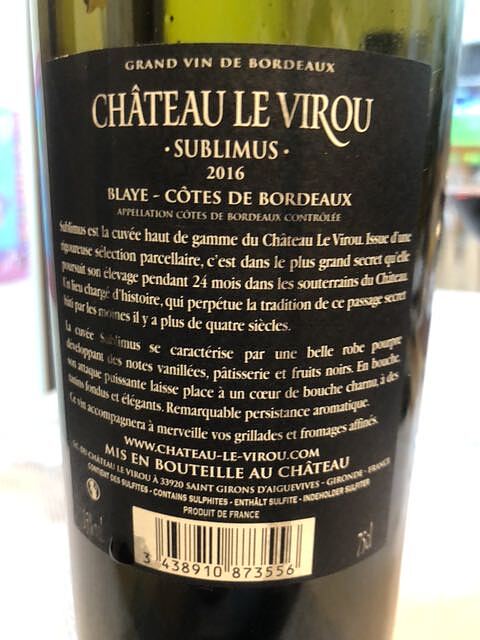 GRAND VIN DE BORDEAUX
CHÂTEAU LE VIROU
· SUBLIMUS ·
2016
BLAYE - CÔTES DE BORDEAUX
APPELLATION CÔTES DE BORDEAUX CONTRÔLÉE
Sublimus est la cuvée haut de gamme du Château Le Virou. Issue d'une
rigoureuse sélection parcellaire, c'est dans le plus grand secret qu'elle
poursuit son élevage pendant 24 mois dans les souterrains du Château.
Un lieu chargé d'histoire, qui perpétue la tradition de ce passage secret
bâti par les moines il y a plus de quatre siècles.
La cuvée Sublimus se caractérise par une belle robe pourpre
développant des notes vanillées, pâtisserie et fruits noirs. En bouche,
son attaque puissante laisse place à un cœur de bouche charnu, à des
tanins fondus et élégants. Remarquable persistance aromatique.
Ce vin accompagnera à merveille vos grillades et fromages affinés.
WWW.CHATEAU-LE-VIROU.COM
MIS EN BOUTEILLE AU CHÂTEAU
DU CHÂTEAU LE VIROU À 33920 SAINT GIRONS D'AIGUEVIVES - GIRONDE - FRANCE
CONTIENT DES SULFITES - CONTAINS SULPHITES - ENTHÄLT SULFITE - INDEHOLDER SULFITER
PRODUIT DE FRANCE
75cl
3 438910 873556